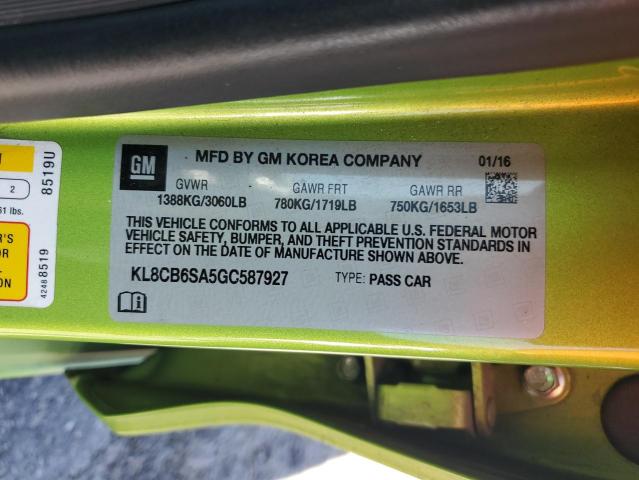 GM
MFD BY GM KOREA COMPANY 01/16
GVWR GAWR FRT GAWR RR
1388KG/3060LB 780KG/1719LB 750KG/1653LB
THIS VEHICLE CONFORMS TO ALL APPLICABLE U.S. FEDERAL MOTOR
VEHICLE SAFETY, BUMPER, AND THEFT PREVENTION STANDARDS IN
EFFECT ON THE DATE OF MANUFACTURE SHOWN ABOVE.
KL8CB6SA5GC587927 TYPE: PASS CAR
8519U
2
61 lbs.
42488519